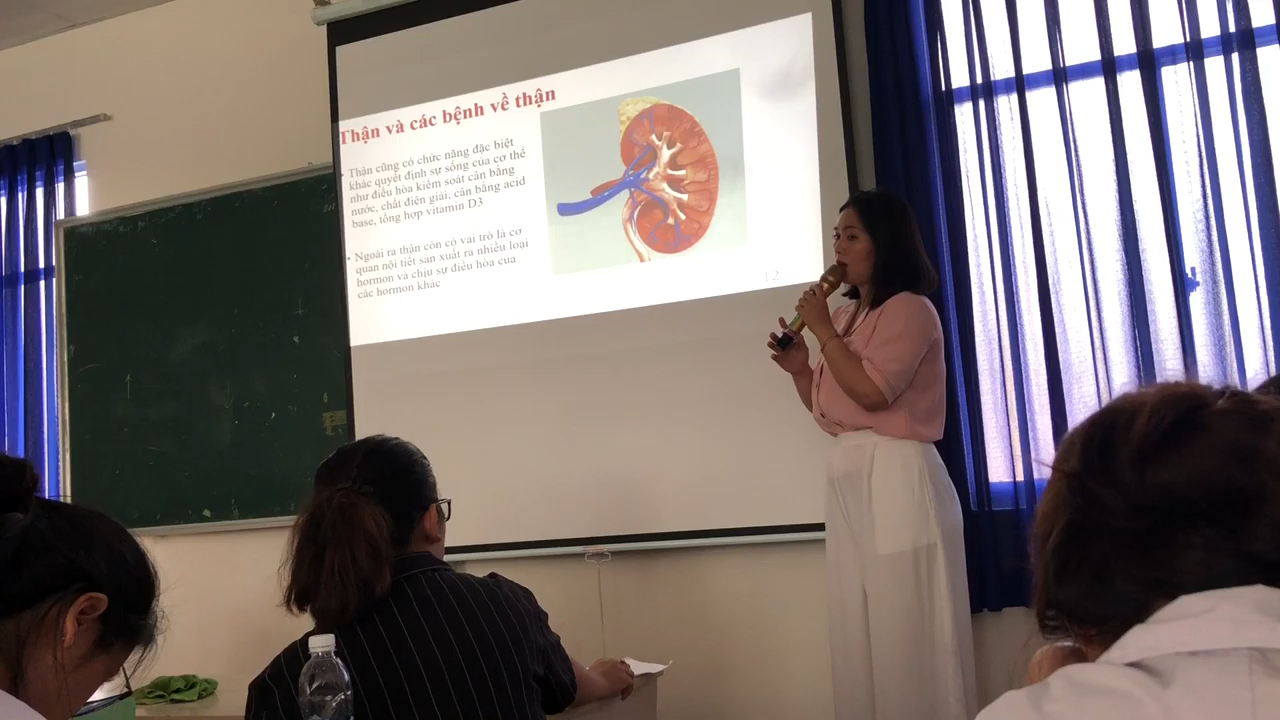 Thận và các bệnh về thận
• Thận cũng có chức năng đặc biệt
khác quyết định sự sống của cơ thể
như điều hòa kiểm soát cân bằng
nước, chất điện giải, cân bằng acid
base, tổng hợp vitamin D3
• Ngoài ra thận còn có vai trò là cơ
quan nội tiết sản xuất ra nhiều loại
hormon và chịu sự điều hòa của
các hormon khác
12